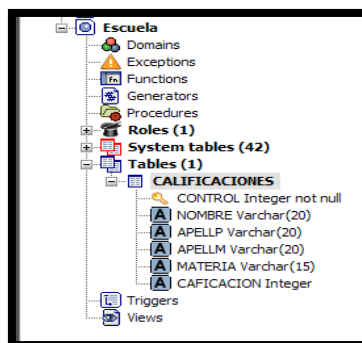 Escuela
Domains
Exceptions
fn Functions
Generators
Procedures
Roles (1)
System tables (42)
Tables (1)
CALIFICACIONES
CONTROL Integer not null
A NOMBRE Varchar(20)
A APELLP Varchar(20)
A APELLM Varchar(20)
A MATERIA Varchar(15)
A CAFICACION Integer
Triggers
Views